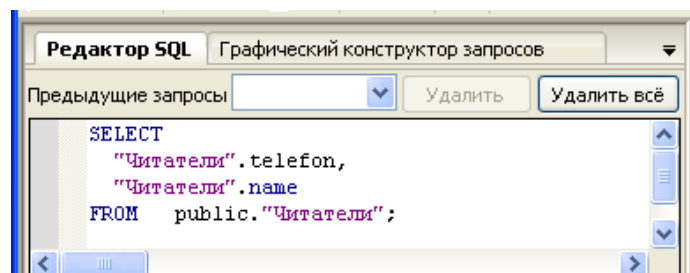 Редактор SQL Графический конструктор запросов
Предыдущие запросы Удалить Удалить всё
SELECT
"Читатели".telefon,
"Читатели".name
FROM public."Читатели";